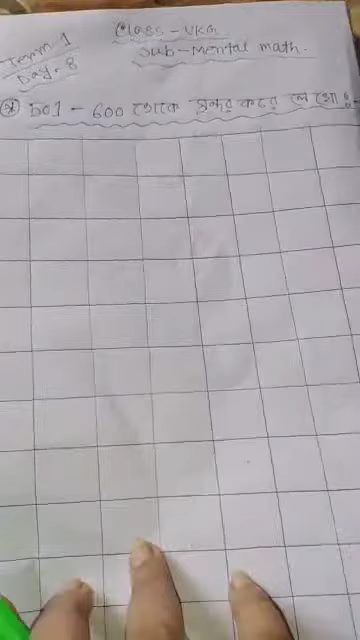 Term 1
Day - 8
Class - UKG
Sub - Mental math.
501 - 600 থেকে সুন্দর করে লেখো :